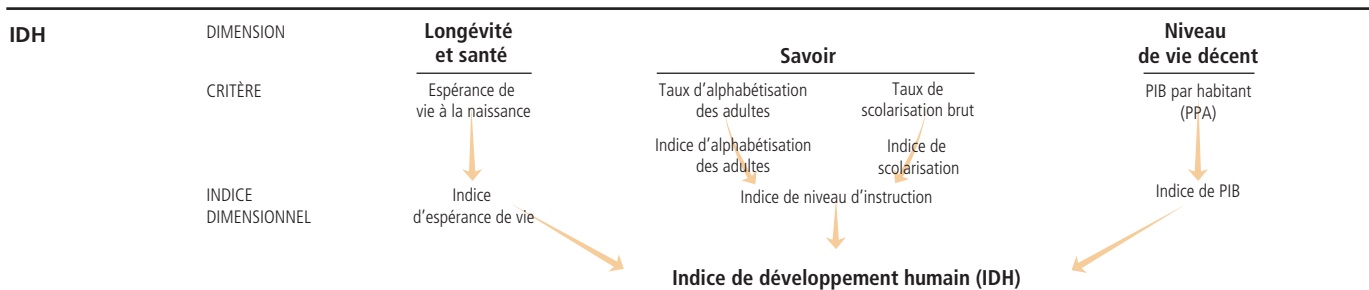 IDH
DIMENSION
Longévité
et santé
Savoir
Niveau
de vie décent
CRITÈRE
Espérance de
vie à la naissance
Taux d’alphabétisation
des adultes
Taux de
scolarisation brut
PIB par habitant
(PPA)
Indice d’alphabétisation
des adultes
Indice de
scolarisation
INDICE
DIMENSIONNEL
Indice
d’espérance de vie
Indice de niveau d’instruction
Indice de PIB
Indice de développement humain (IDH)